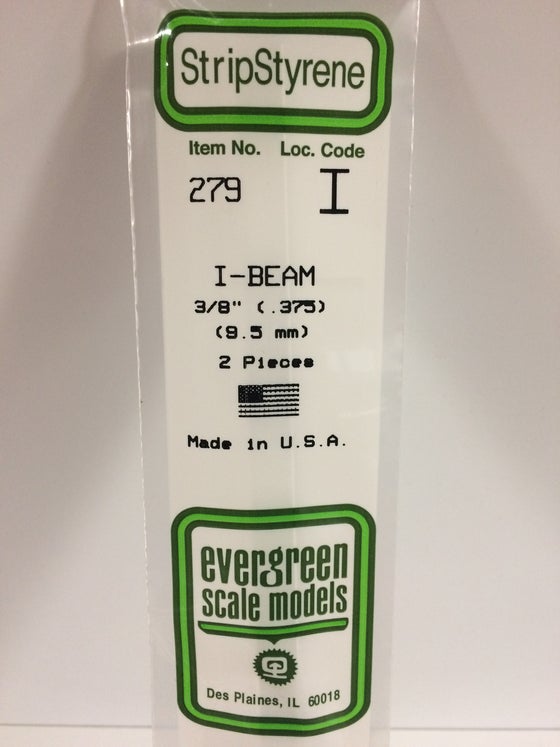 StripStyrene
Item No. Loc. Code
279 I
I-BEAM
3/8" (.375)
(9.5 mm)
2 Pieces
Made in U.S.A.
evergreen
scale models
Des Plaines, IL 60018